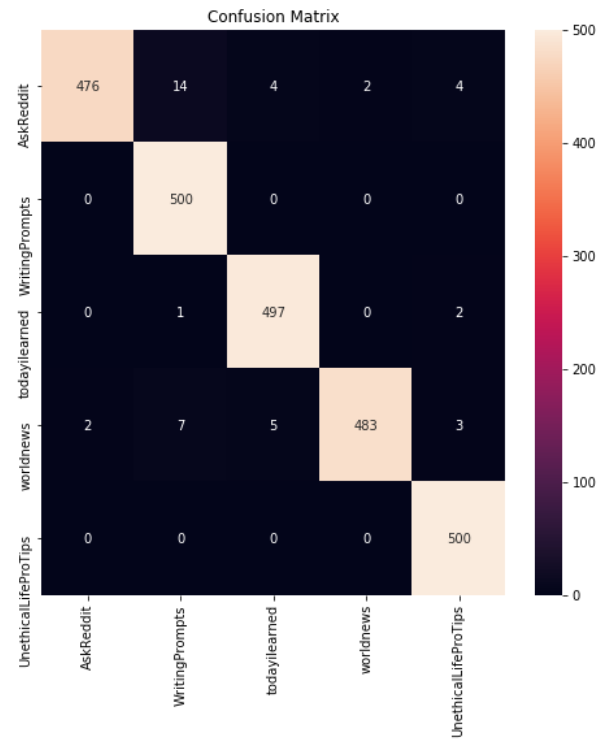 Confusion Matrix
AskReddit
476 14 4 2 4
WritingPrompts
0 500 0 0 0
todayilearned
0 1 497 0 2
worldnews
2 7 5 483 3
UnethicalLifeProTips
0 0 0 0 500
AskReddit
WritingPrompts
todayilearned
worldnews
UnethicalLifeProTips
500
400
300
200
100
0